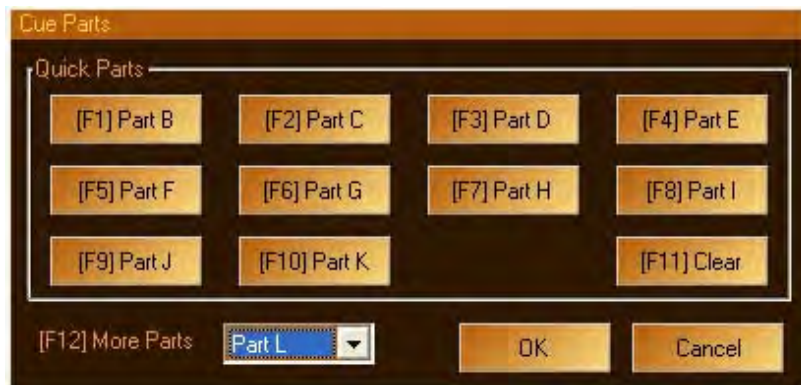 Cue Parts
Quick Parts
[F1] Part B [F2] Part C [F3] Part D [F4] Part E
[F5] Part F [F6] Part G [F7] Part H [F8] Part I
[F9] Part J [F10] Part K [F11] Clear
[F12] More Parts Part L OK Cancel